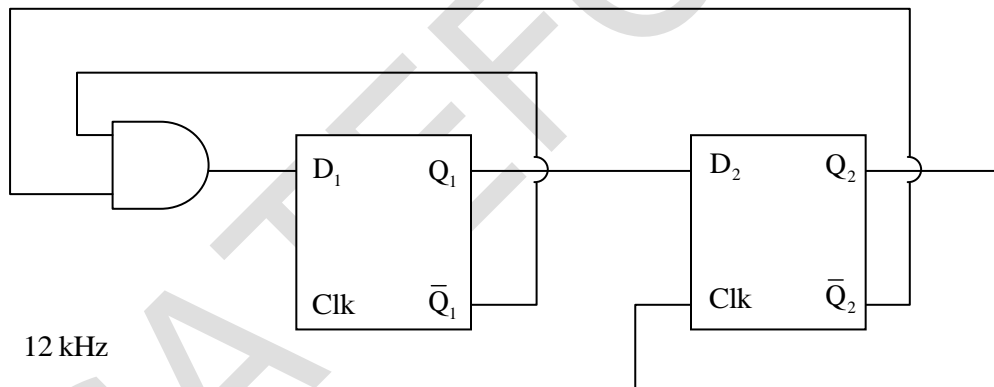 D₁ Q₁ D₂ Q₂
Clk Q̄₁ Clk Q̄₂
12 kHz